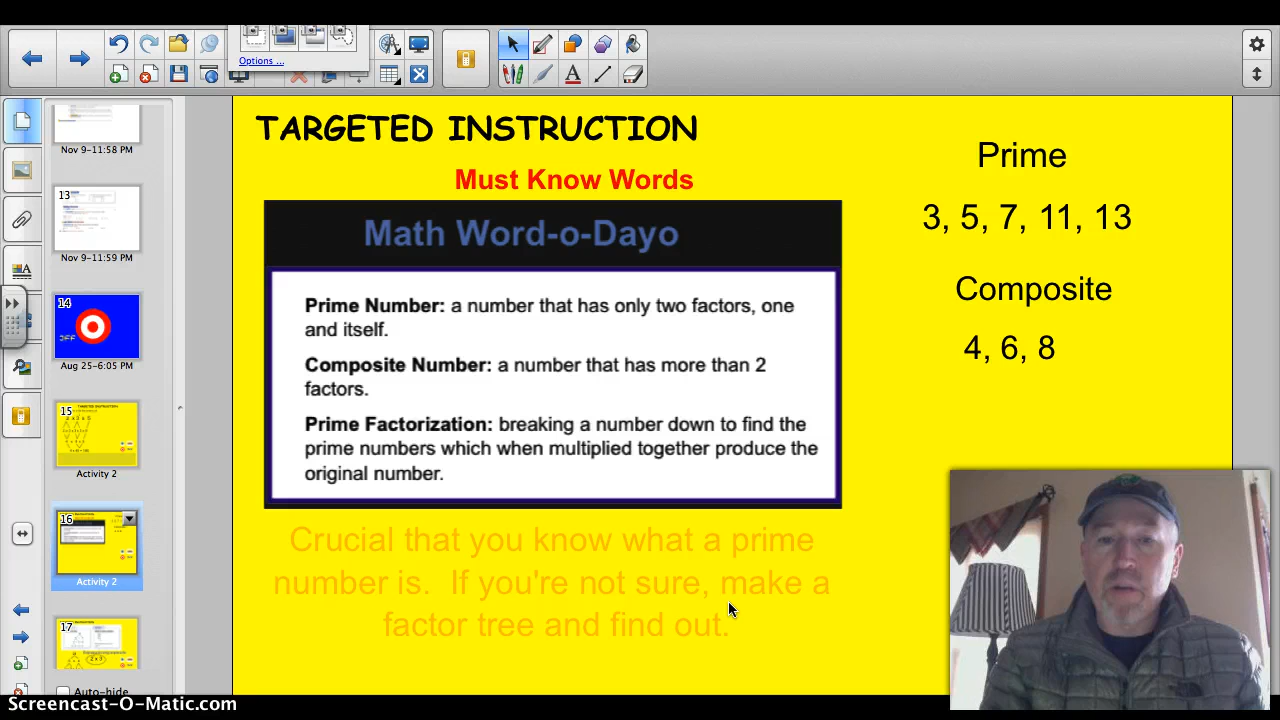 Options ...
Nov 9-11:58 PM
13
Nov 9-11:59 PM
14
OFF
Aug 25-6:05 PM
15
TARGETED INSTRUCTION
Activity 2
16
Activity 2
17
2 x 3
Auto-hide
TARGETED INSTRUCTION
Must Know Words
Math Word-o-Dayo
Prime Number: a number that has only two factors, one
and itself.
Composite Number: a number that has more than 2
factors.
Prime Factorization: breaking a number down to find the
prime numbers which when multiplied together produce the
original number.
Crucial that you know what a prime
number is. If you're not sure, make a
factor tree and find out.
Prime
3, 5, 7, 11, 13
Composite
4, 6, 8
Screencast-O-Matic.com